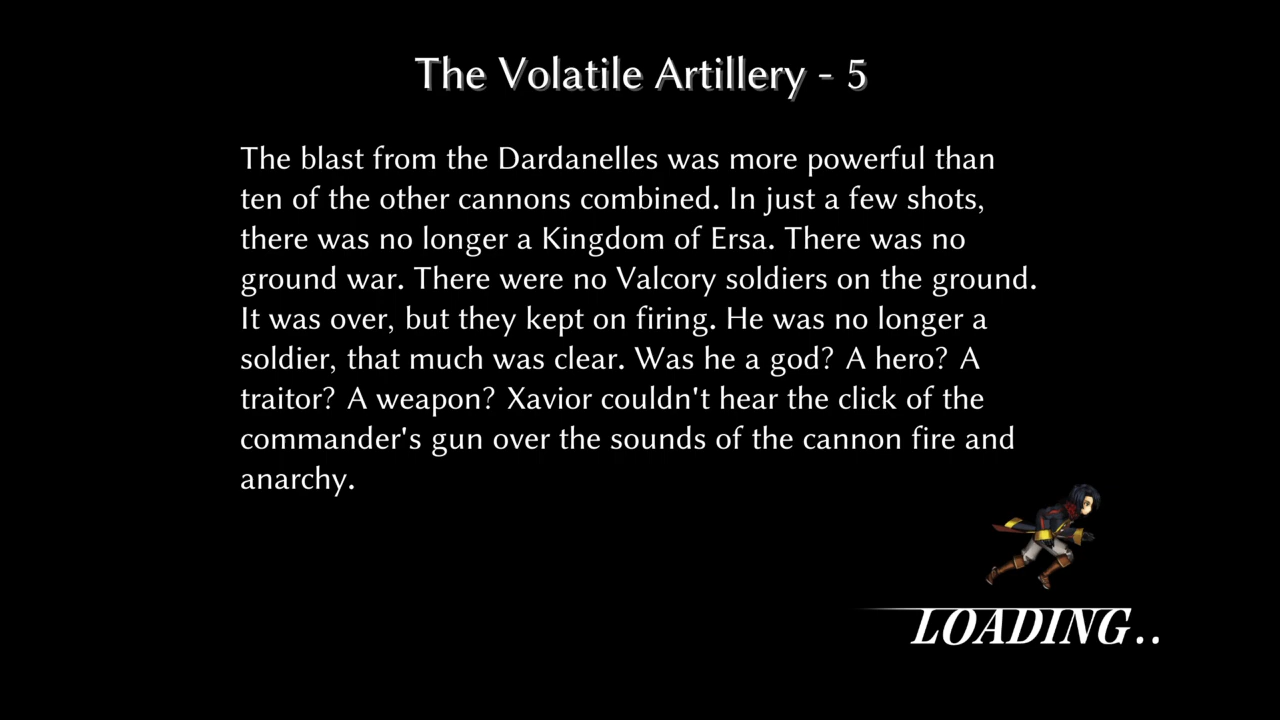 The Volatile Artillery - 5
The blast from the Dardanelles was more powerful than
ten of the other cannons combined. In just a few shots,
there was no longer a Kingdom of Ersa. There was no
ground war. There were no Valcory soldiers on the ground.
It was over, but they kept on firing. He was no longer a
soldier, that much was clear. Was he a god? A hero? A
traitor? A weapon? Xavior couldn't hear the click of the
commander's gun over the sounds of the cannon fire and
anarchy.
LOADING..